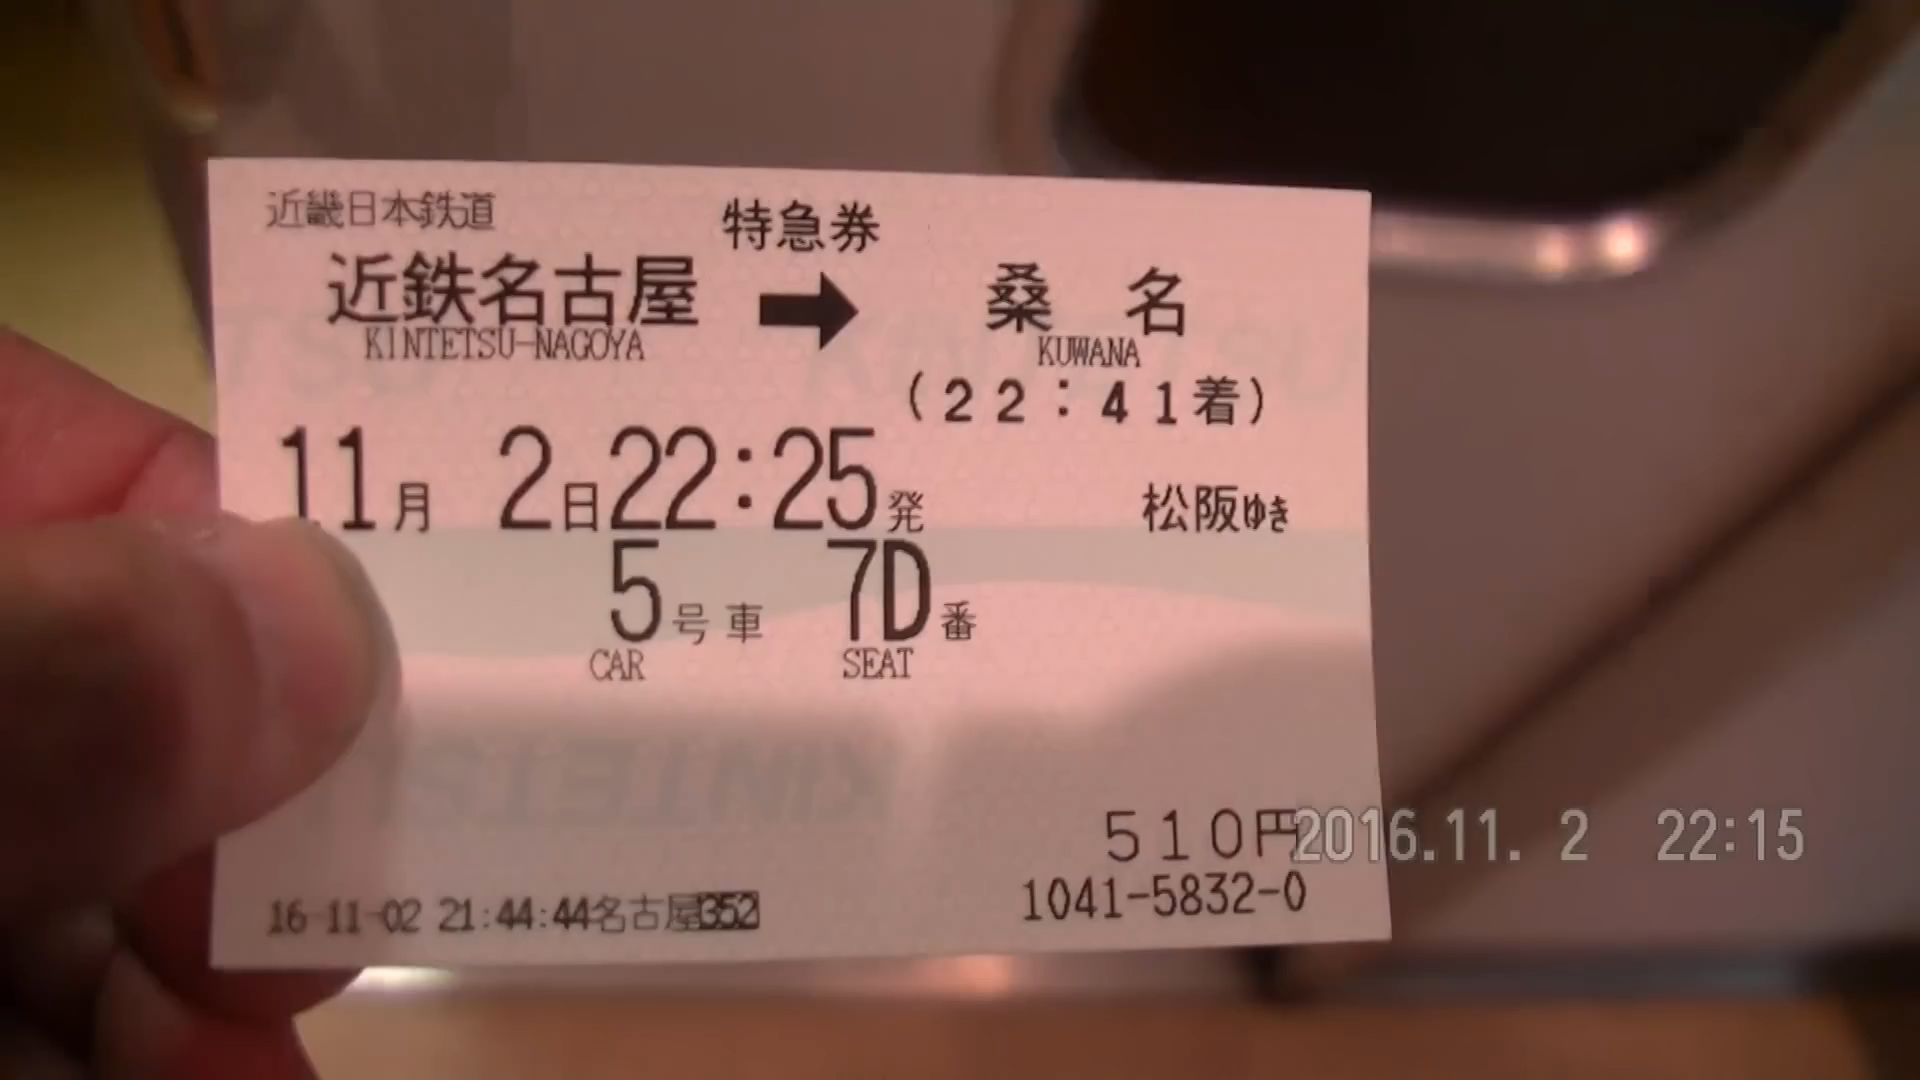 近畿日本鉄道
特急券
近鉄名古屋 → 桑 名
KINTETSU-NAGOYA KUWANA
(22:41着)
11月 2日22:25発 松阪ゆき
5号車 7D番
CAR SEAT
KINTETSU
510円
2016.11. 2 22:15
16-11-02 21:44:44名古屋352 1041-5832-0